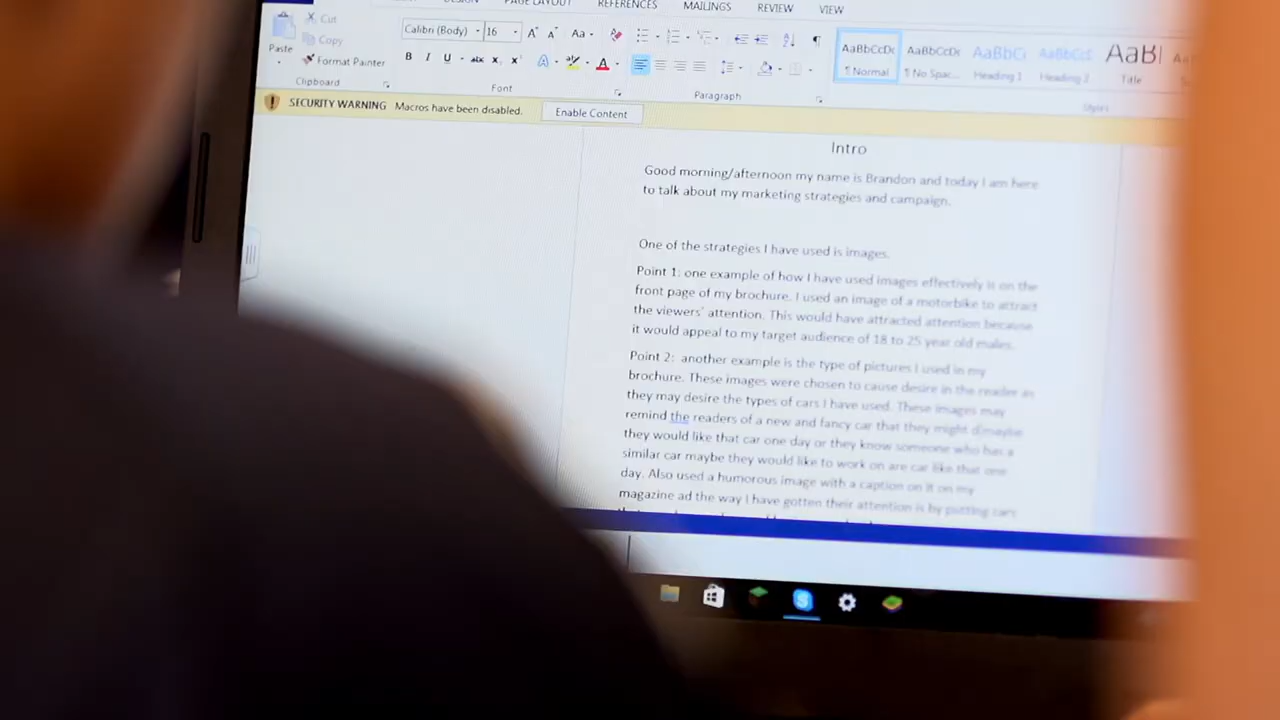 PAGE LAYOUT REFERENCES MAILINGS REVIEW VIEW
Cut
Copy
Paste
Format Painter
Clipboard
Calibri (Body) 16
B I U abc X X
Aa
A
Font
Paragraph
AaBbCcDc AaBbCcDc AaBbC AaBbCcC AaBl
¶ Normal ¶ No Spac... Heading 1 Heading 2 Title
Styles
SECURITY WARNING Macros have been disabled. Enable Content
Intro
Good morning/afternoon my name is Brandon and today I am here
to talk about my marketing strategies and campaign.
One of the strategies I have used is images.
Point 1: one example of how I have used images effectively is on the
front page of my brochure. I used an image of a motorbike to attract
the viewers' attention. This would have attracted attention because
it would appeal to my target audience of 18 to 25 year old males.
Point 2: another example is the type of pictures I used in my
brochure. These images were chosen to cause desire in the reader as
they may desire the types of cars I have used. These images may
remind the readers of a new and fancy car that they might
they would like that car one day or they know someone who has a
similar car maybe they would like to work on are car like that one
day. Also used a humorous image with a caption on it on my
magazine ad the way I have gotten their attention is by putting cars